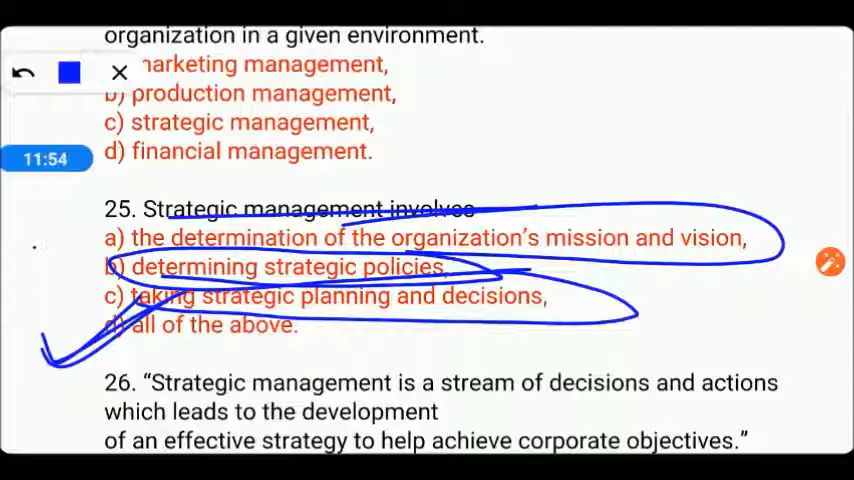 organization in a given environment.
marketing management,
b) production management,
c) strategic management,
11:54
d) financial management.
25. Strategic management involves
a) the determination of the organization's mission and vision,
b) determining strategic policies,
c) taking strategic planning and decisions,
d) all of the above.
26. “Strategic management is a stream of decisions and actions
which leads to the development
of an effective strategy to help achieve corporate objectives.”